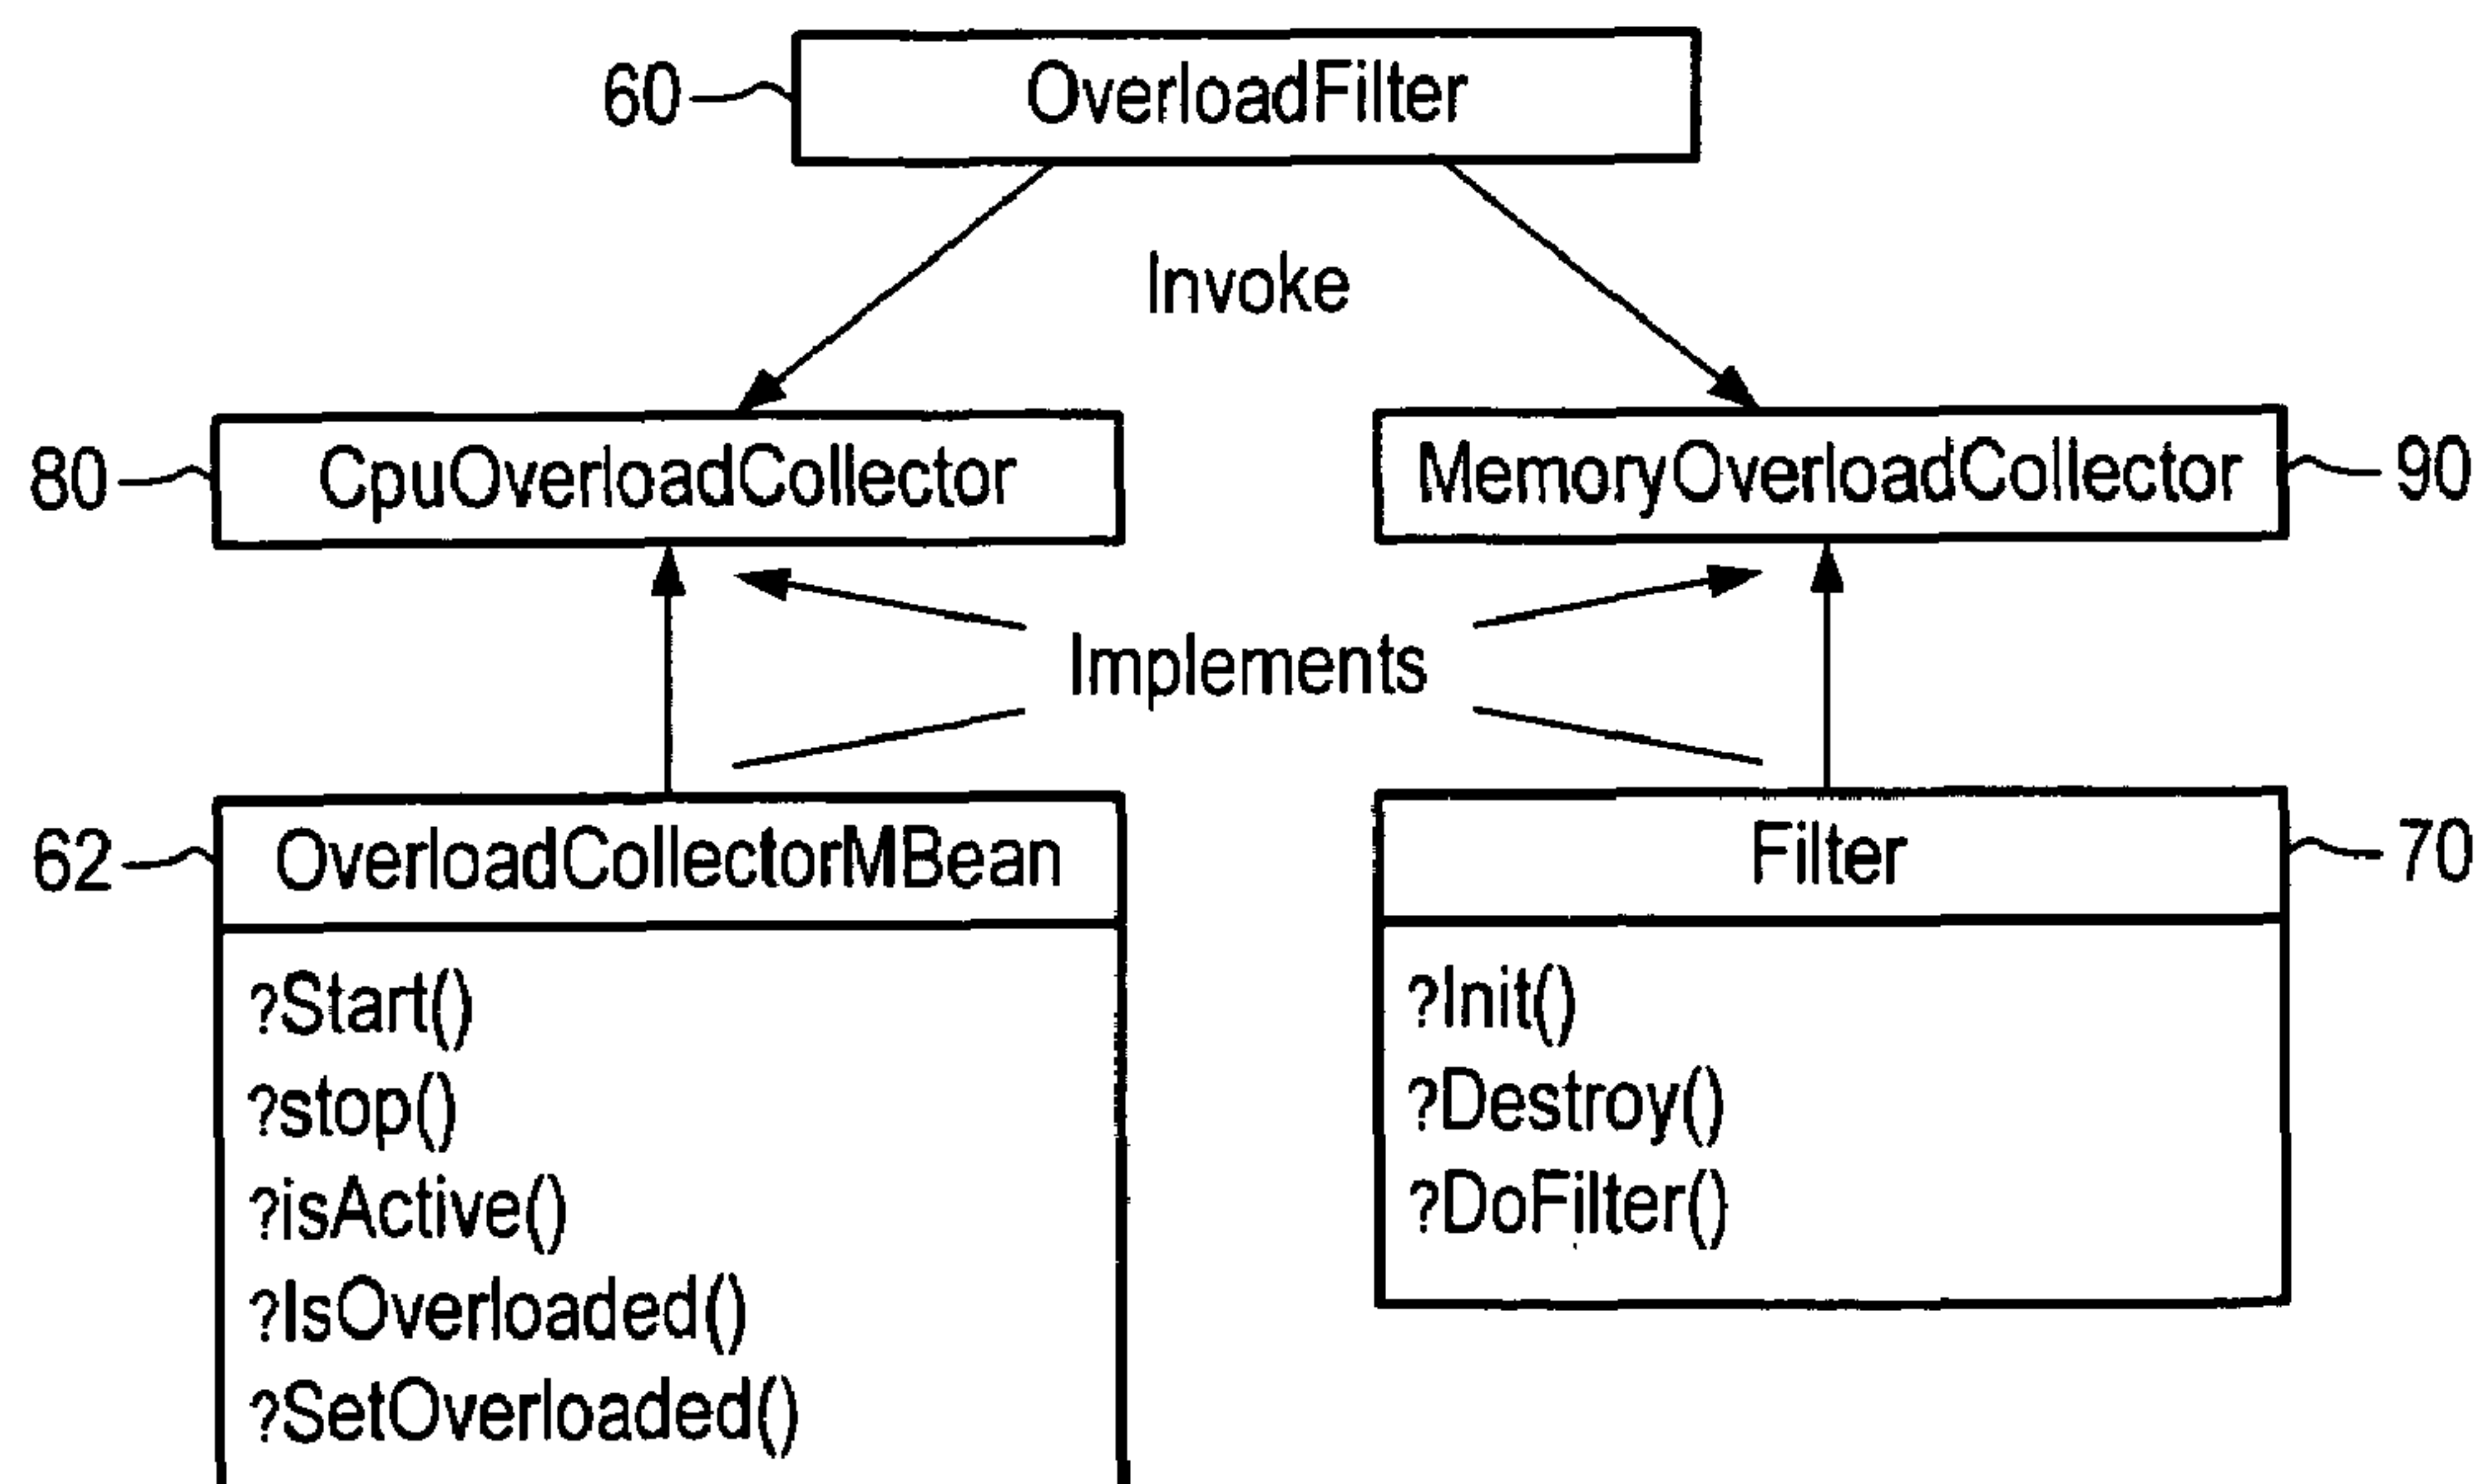 60
OverloadFilter
Invoke
80
CpuOverloadCollector
MemoryOverloadCollector
90
Implements
62
OverloadCollectorMBean
?Start()
?stop()
?isActive()
?IsOverloaded()
?SetOverloaded()
Filter
70
?Init()
?Destroy()
?DoFilter()